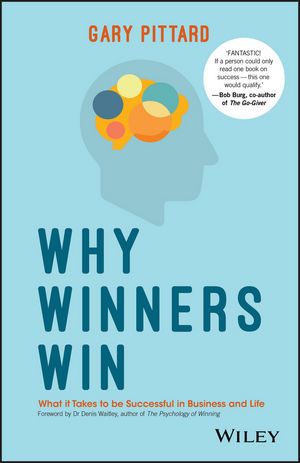 GARY PITTARD
'FANTASTIC!
If a person could only
read one book on
success — this one
would qualify.'
—Bob Burg, co-author
of The Go-Giver
WHY
WINNERS
WIN
What it Takes to be Successful in Business and Life
Foreword by Dr Denis Waitley, author of The Psychology of Winning
WILEY